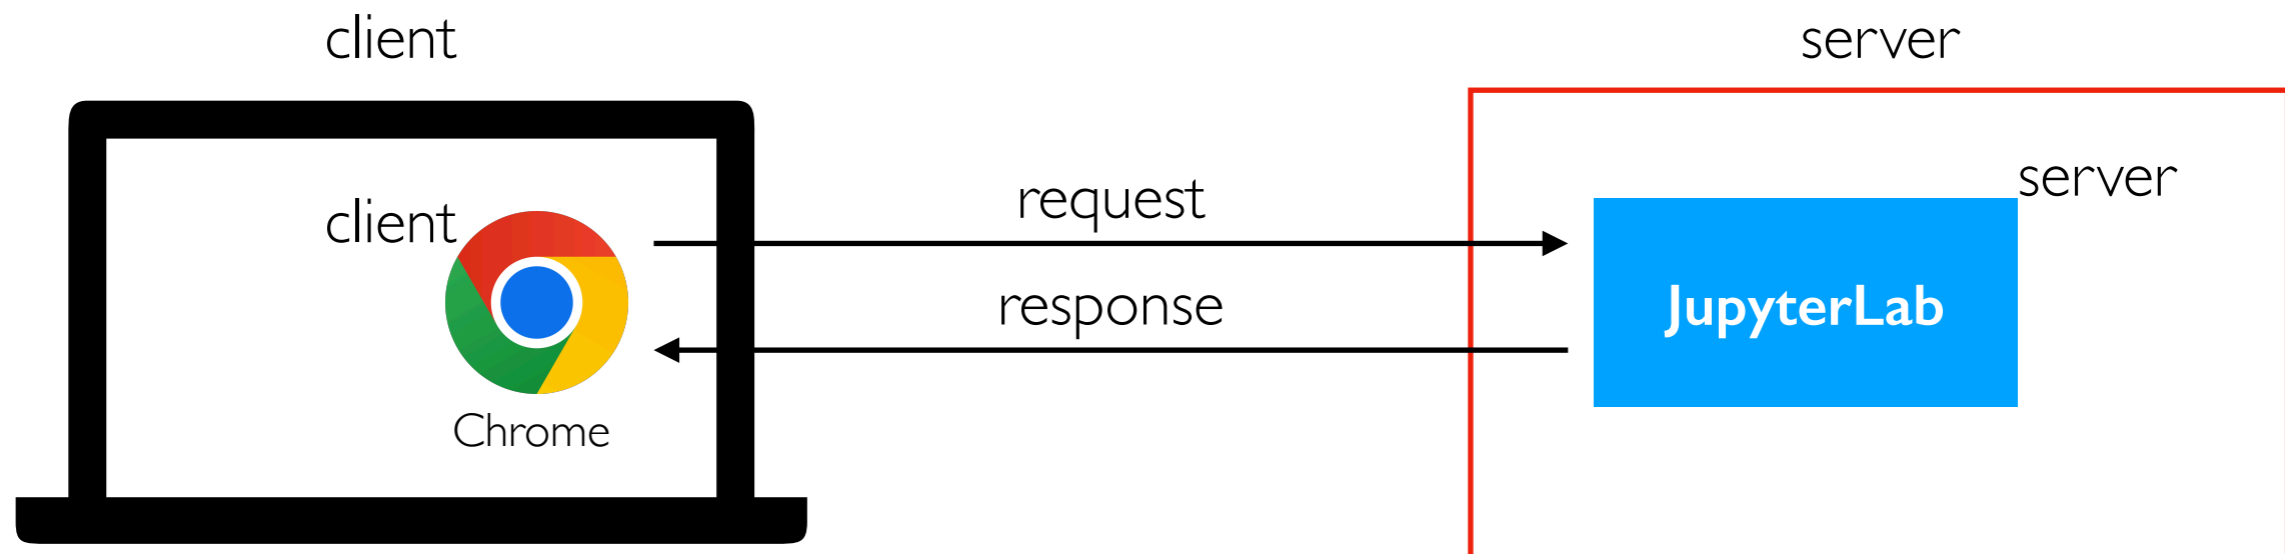 client
server
client
server
request
response
JupyterLab
Chrome